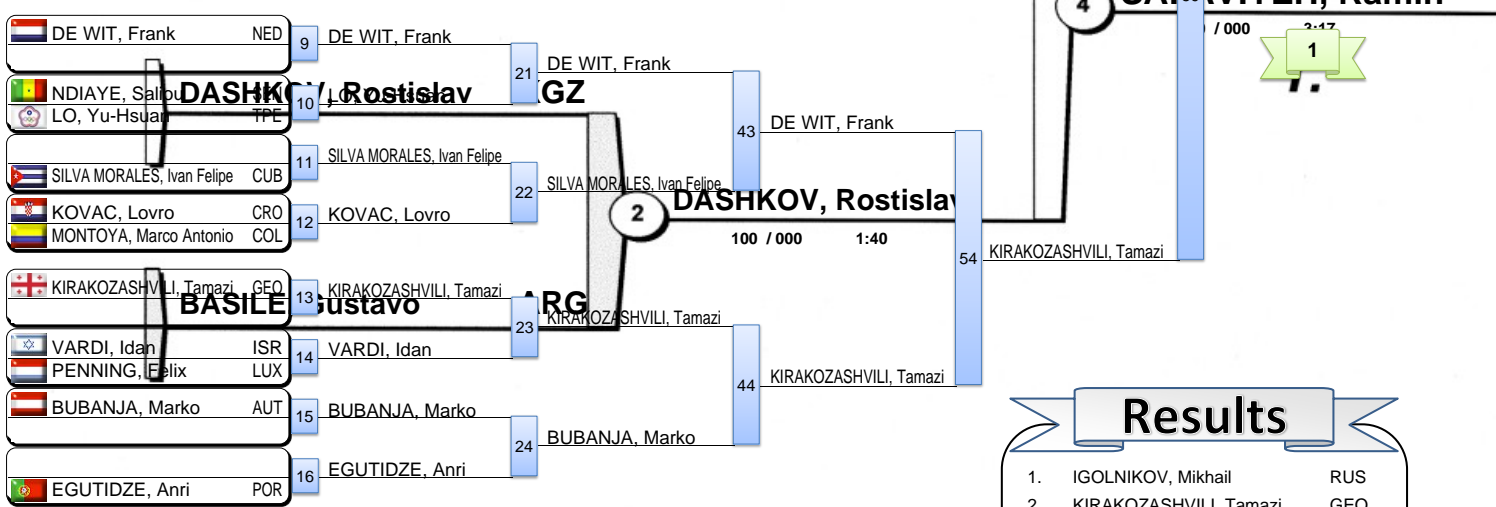 DE WIT, Frank NED
9 DE WIT, Frank
21 DE WIT, Frank
NDIAYE, Saliou
LO, Yu-Hsuan TPE
10
DASHKOV, Rostislav KGZ
11 SILVA MORALES, Ivan Felipe
SILVA MORALES, Ivan Felipe CUB
22 SILVA MORALES, Ivan Felipe
KOVAC, Lovro CRO
MONTOYA, Marco Antonio COL
12 KOVAC, Lovro
43 DE WIT, Frank
2 DASHKOV, Rostislav
100 / 000 1:40
KIRAKOZASHVILI, Tamazi GEO
13 KIRAKOZASHVILI, Tamazi
BASILE, Gustavo ARG
23 KIRAKOZASHVILI, Tamazi
VARDI, Idan ISR
PENNING, Felix LUX
14 VARDI, Idan
44 KIRAKOZASHVILI, Tamazi
BUBANJA, Marko AUT
15 BUBANJA, Marko
24 BUBANJA, Marko
16 EGUTIDZE, Anri
EGUTIDZE, Anri POR
54 KIRAKOZASHVILI, Tamazi
4
/ 000 3:17
1
1.
Results
1. IGOLNIKOV, Mikhail RUS
2. KIRAKOZASHVILI, Tamazi GEO